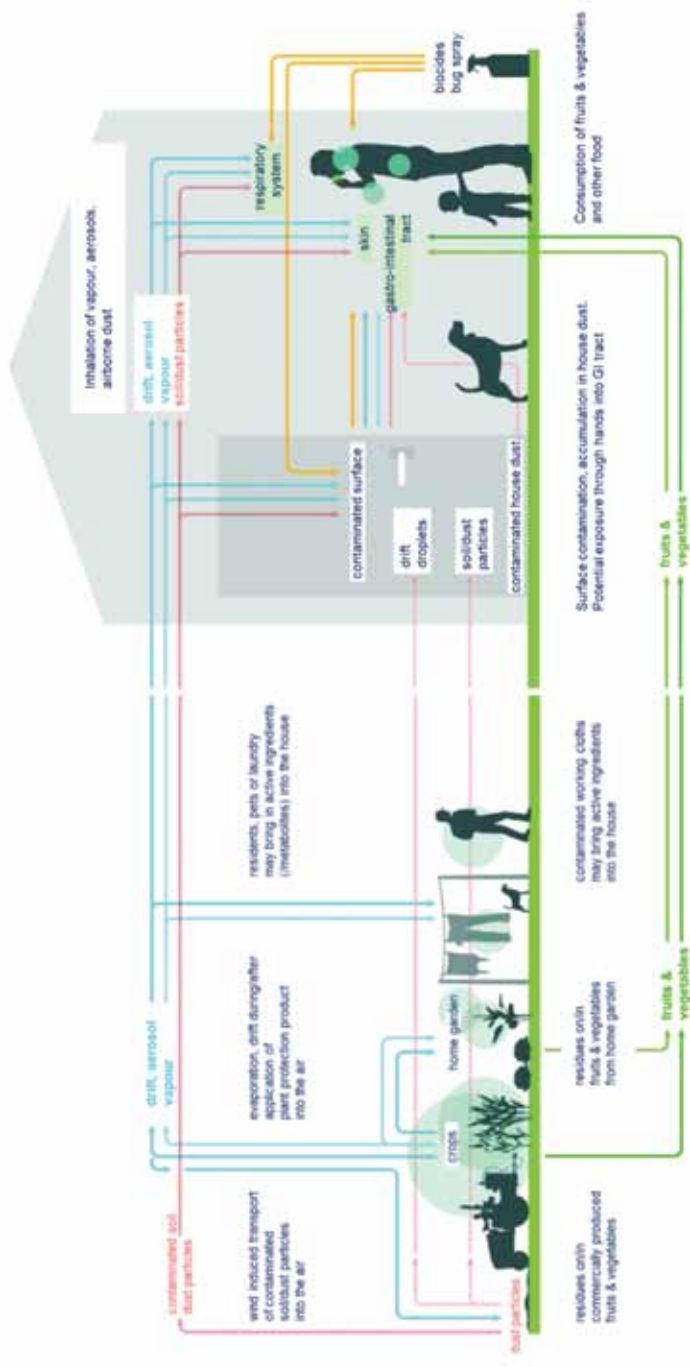 contaminated soil
dust particles
drift, aerosol
vapour
wind induced transport
of contaminated
soil/dust particles
into the air
evaporation, drift during/after
application of
plant protection product
into the air
residents, pets or laundry
may bring in active ingredients
(/metabolites) into the house
dust particles
crops
home garden
residues on/in
commercially produced
fruits & vegetables
residues on/in
fruits & vegetables
from home garden
contaminated working cloths
may bring active ingredients
into the house
fruits &
vegetables
Inhalation of vapour, aerosols,
airborne dust
drift, aerosol
vapour
soil/dust particles
respiratory
system
contaminated surface
skin
gastro-intestinal
tract
biocides
bug spray
drift
droplets
soil/dust
particles
contaminated house dust
Surface contamination, accumulation in house dust.
Potential exposure through hands into GI tract
Consumption of fruits & vegetables
and other food
fruits &
vegetables